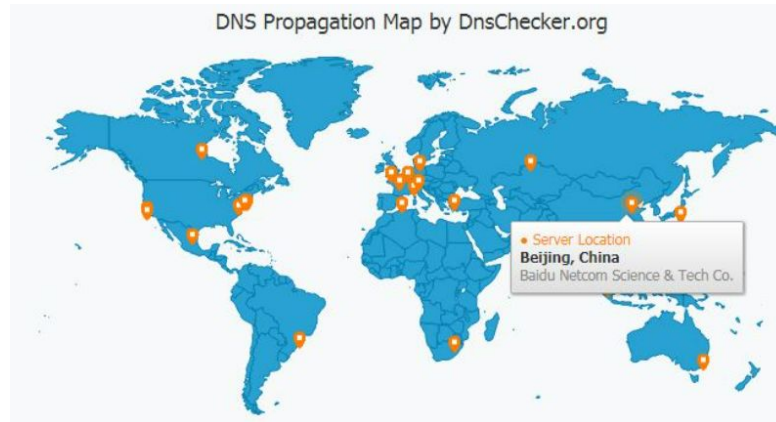 DNS Propagation Map by DnsChecker.org
• Server Location
Beijing, China
Baidu Netcom Science & Tech Co.